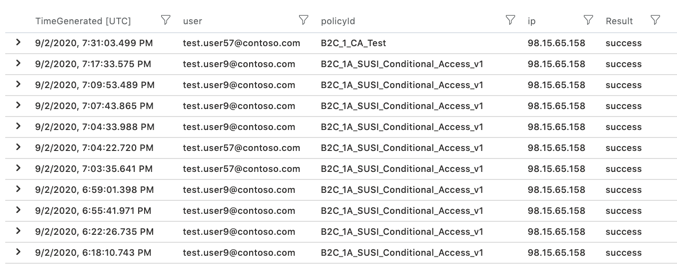 TimeGenerated [UTC] user policyId ip Result
9/2/2020, 7:31:03.499 PM test.user57@contoso.com B2C_1_CA_Test 98.15.65.158 success
9/2/2020, 7:17:33.575 PM test.user9@contoso.com B2C_1A_SUSI_Conditional_Access_v1 98.15.65.158 success
9/2/2020, 7:09:53.489 PM test.user9@contoso.com B2C_1A_SUSI_Conditional_Access_v1 98.15.65.158 success
9/2/2020, 7:07:43.865 PM test.user9@contoso.com B2C_1A_SUSI_Conditional_Access_v1 98.15.65.158 success
9/2/2020, 7:04:33.988 PM test.user9@contoso.com B2C_1A_SUSI_Conditional_Access_v1 98.15.65.158 success
9/2/2020, 7:04:22.720 PM test.user57@contoso.com B2C_1A_SUSI_Conditional_Access_v1 98.15.65.158 success
9/2/2020, 7:03:35.641 PM test.user57@contoso.com B2C_1A_SUSI_Conditional_Access_v1 98.15.65.158 success
9/2/2020, 6:59:01.398 PM test.user9@contoso.com B2C_1A_SUSI_Conditional_Access_v1 98.15.65.158 success
9/2/2020, 6:55:41.971 PM test.user9@contoso.com B2C_1A_SUSI_Conditional_Access_v1 98.15.65.158 success
9/2/2020, 6:22:26.735 PM test.user9@contoso.com B2C_1A_SUSI_Conditional_Access_v1 98.15.65.158 success
9/2/2020, 6:18:10.743 PM test.user9@contoso.com B2C_1A_SUSI_Conditional_Access_v1 98.15.65.158 success